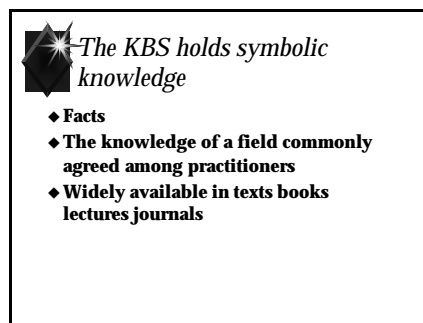 The KBS holds symbolic
knowledge
◆ Facts
◆ The knowledge of a field commonly
agreed among practitioners
◆ Widely available in texts books
lectures journals